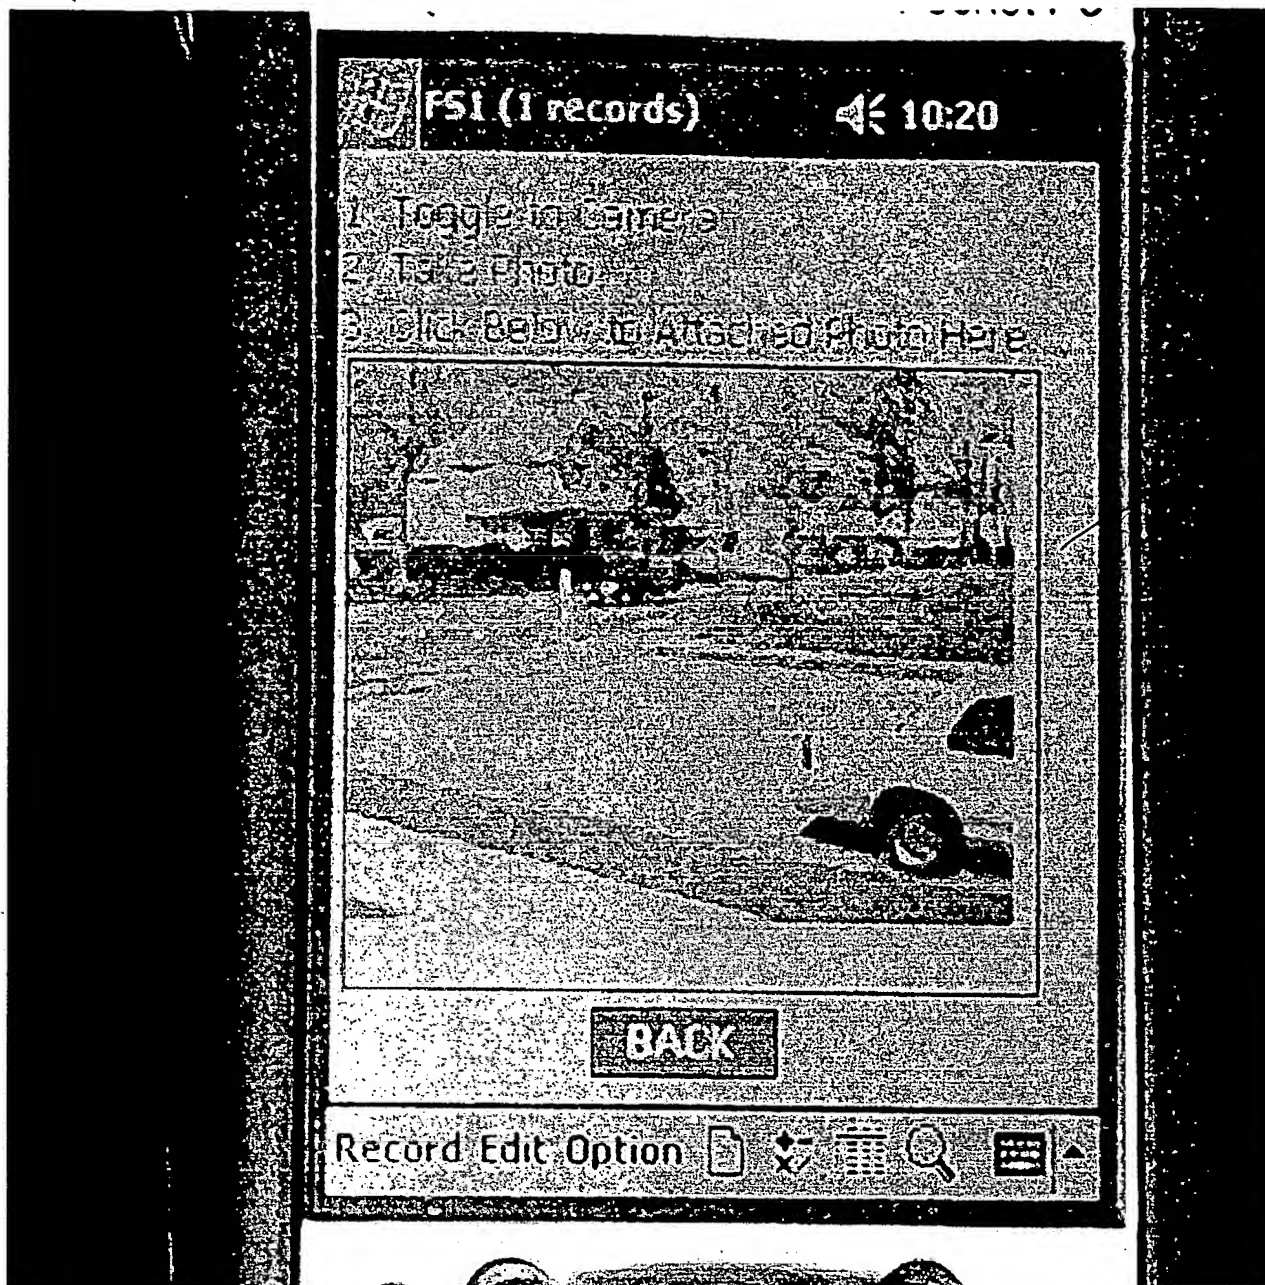 FS1 (1 records) 10:20
1. Toggle to Camera
2. Take Photo
3. Click Below to Attached Photo Here
BACK
Record Edit Option